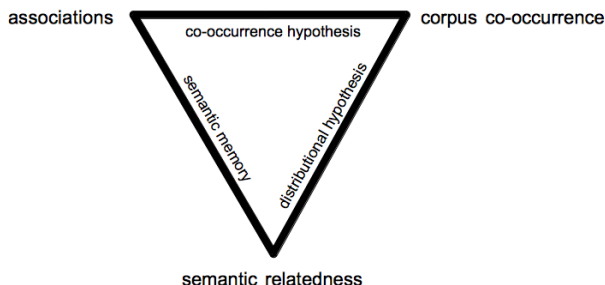 associations
corpus co-occurrence
co-occurrence hypothesis
semantic memory
distributional hypothesis
semantic relatedness